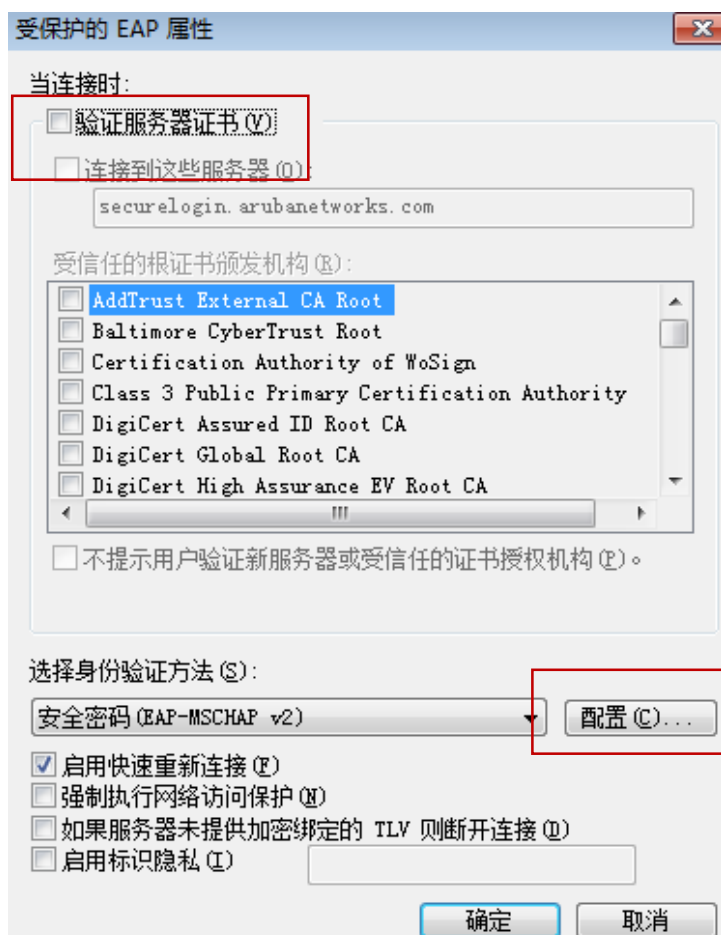 受保护的 EAP 属性
当连接时:
验证服务器证书(V)
连接到这些服务器(O):
securelogin.arubanetworks.com
受信任的根证书颁发机构(R):
AddTrust External CA Root
Baltimore CyberTrust Root
Certification Authority of WoSign
Class 3 Public Primary Certification Authority
DigiCert Assured ID Root CA
DigiCert Global Root CA
DigiCert High Assurance EV Root CA
不提示用户验证新服务器或受信任的证书授权机构(P)。
选择身份验证方法(S):
安全密码(EAP-MSCHAP v2) 配置(C)...
启用快速重新连接(F)
强制执行网络访问保护(N)
如果服务器未提供加密绑定的 TLV 则断开连接(D)
启用标识隐私(I)
确定 取消